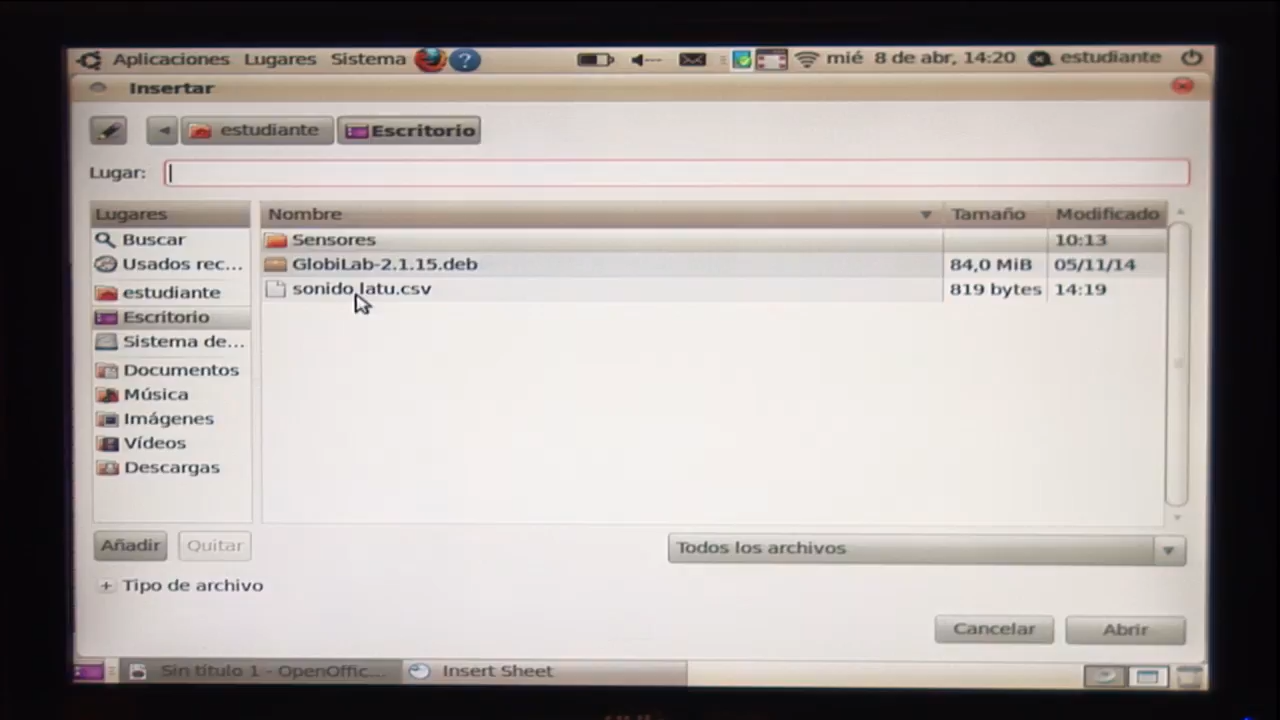 Aplicaciones Lugares Sistema ? mié 8 de abr, 14:20 estudiante
Insertar
estudiante Escritorio
Lugar:
Lugares Nombre Tamaño Modificado
Buscar Sensores 10:13
Usados rec... GlobiLab-2.1.15.deb 84,0 MiB 05/11/14
estudiante sonido latu.csv 819 bytes 14:19
Escritorio
Sistema de...
Documentos
Música
Imágenes
Vídeos
Descargas
Añadir Quitar Todos los archivos
+ Tipo de archivo
Cancelar Abrir
Sin título 1 - OpenOffic... Insert Sheet